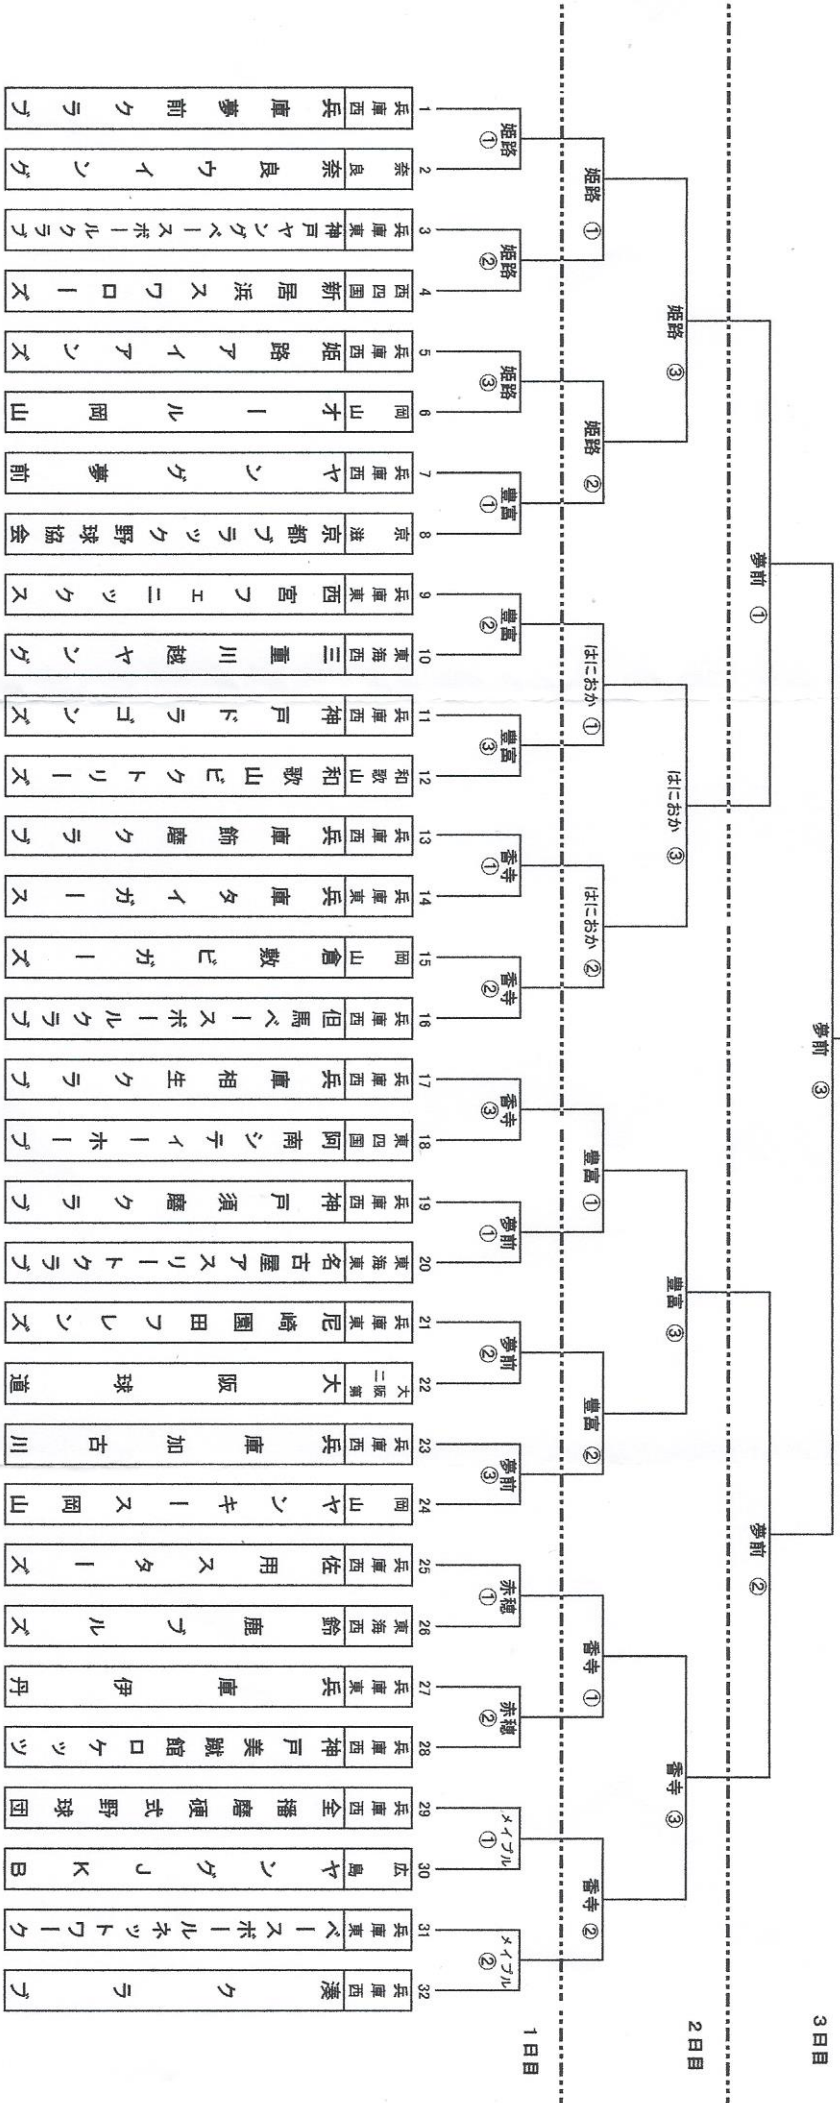 1 兵庫西 兵庫夢前クラブ
2 奈良 奈良ウイング
3 兵庫東 神戸ヤングベースボールクラブ
4 西四国 新居浜スワローズ
5 兵庫西 姫路アイアンズ
6 岡山 オール岡山
7 兵庫西 ヤング夢前
8 京滋 京都ブラック野球協会
9 兵庫東 西宮フェニックス
10 東海西 三重川越ヤング
11 兵庫西 神戸ドラゴンズ
12 和歌山 和歌山ビクトリーズ
13 兵庫西 兵庫飾磨クラブ
14 兵庫東 兵庫タイガース
15 岡山 倉敷ビガーズ
16 兵庫西 但馬ベースボールクラブ
17 兵庫西 兵庫相生クラブ
18 東四国 阿南シティーホープ
19 兵庫西 神戸須磨クラブ
20 東海東 名古屋アスリートクラブ
21 兵庫東 尼崎園田フレンズ
22 大阪第二 大阪球道
23 兵庫西 兵庫加古川
24 岡山 ヤンキース岡山
25 兵庫西 佐用スターズ
26 東海西 鈴鹿ブルズ
27 兵庫東 兵庫伊丹
28 兵庫西 神戸美蹴館ロケッツ
29 兵庫西 全播磨硬式野球団
30 広島 ヤングJKB
31 兵庫東 ベースボールネットワーク
32 兵庫西 湊クラブ
姫路 ①
姫路 ②
姫路 ③
豊富 ①
豊富 ②
豊富 ③
香寺 ①
香寺 ②
香寺 ③
夢前 ①
夢前 ②
夢前 ③
赤穂 ①
赤穂 ②
メイプル ①
メイプル ②
1日目
姫路 ①
姫路 ②
はにおか ①
はにおか ②
豊富 ①
豊富 ②
香寺 ①
香寺 ②
姫路 ③
はにおか ③
豊富 ③
香寺 ③
2日目
夢前 ①
夢前 ②
夢前 ③
3日目